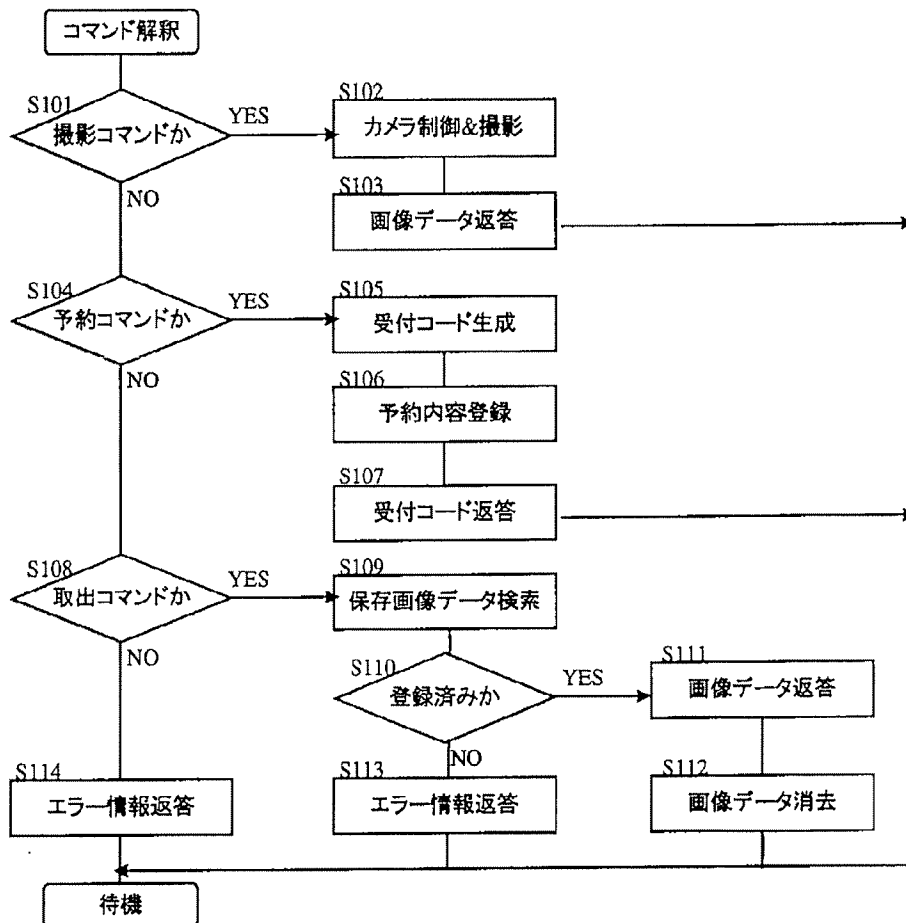 コマンド解釈
S101
撮影コマンドか
YES
NO
S102
カメラ制御&撮影
S103
画像データ返答
S104
予約コマンドか
YES
NO
S105
受付コード生成
S106
予約内容登録
S107
受付コード返答
S108
取出コマンドか
YES
NO
S109
保存画像データ検索
S110
登録済みか
YES
NO
S111
画像データ返答
S112
画像データ消去
S113
エラー情報返答
S114
エラー情報返答
待機